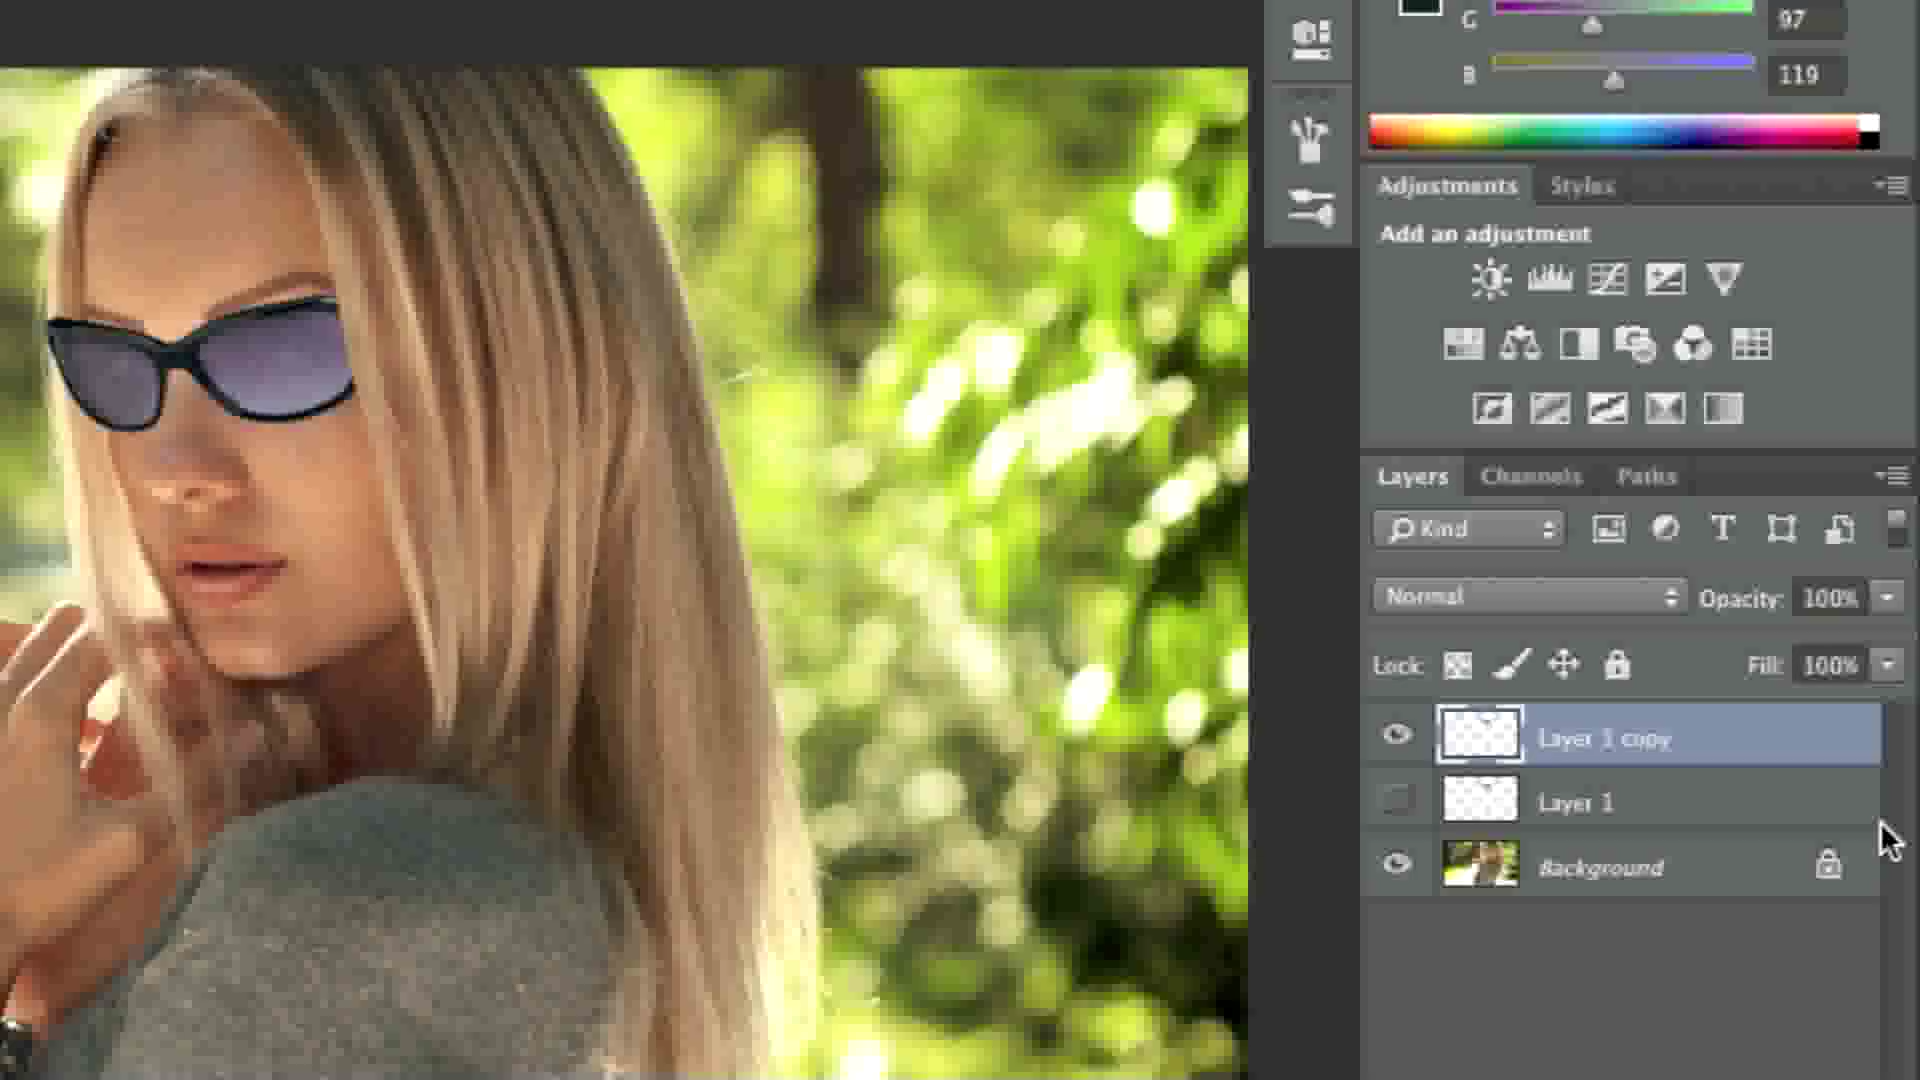 G 97
B 119
Adjustments Styles
Add an adjustment
Layers Channels Paths
Kind T
Normal Opacity: 100%
Lock: Fill: 100%
Layer 1 copy
Layer 1
Background